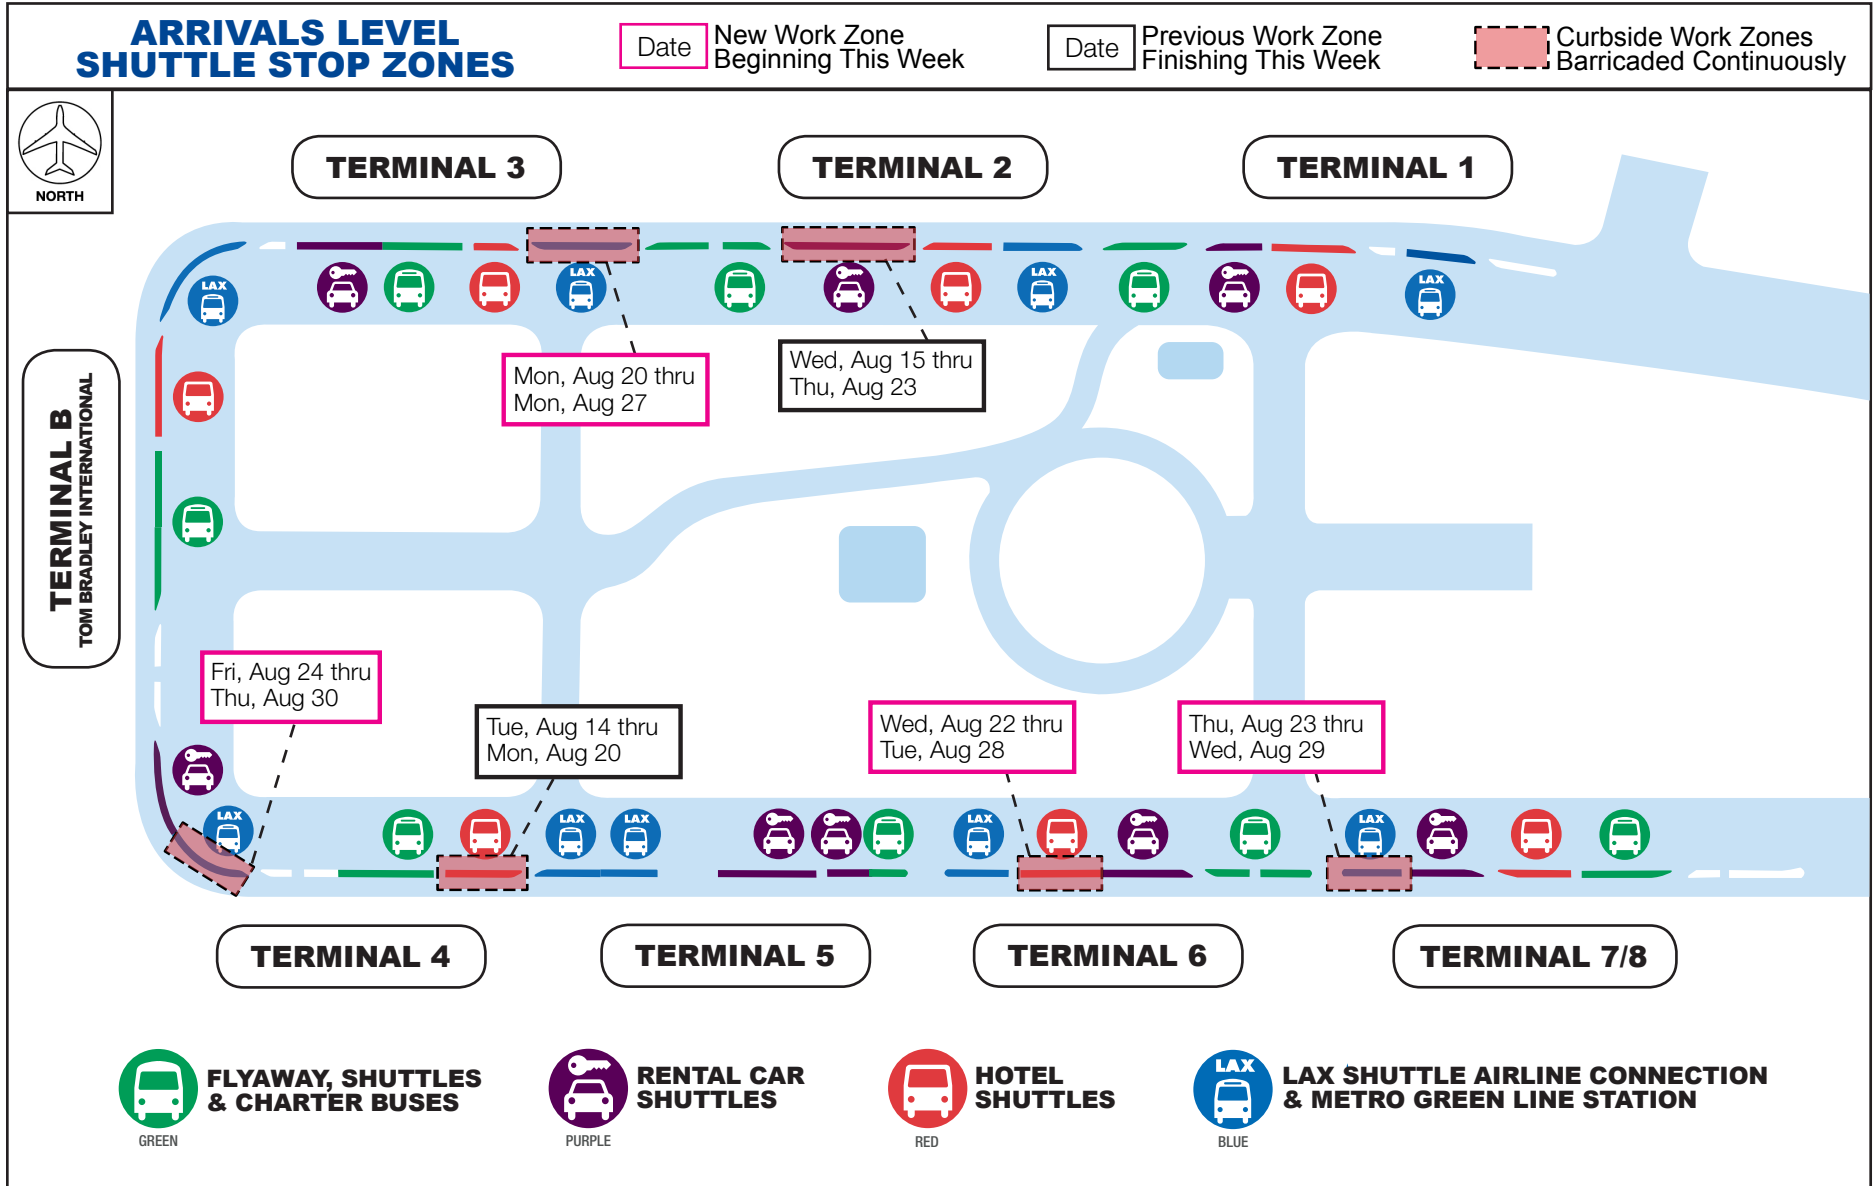 ARRIVALS LEVEL
SHUTTLE STOP ZONES
Date
New Work Zone
Beginning This Week
Date
Previous Work Zone
Finishing This Week
Curbside Work Zones
Barricaded Continuously
NORTH
TERMINAL 3
TERMINAL 2
TERMINAL 1
LAX
LAX
LAX
LAX
Mon, Aug 20 thru
Mon, Aug 27
Wed, Aug 15 thru
Thu, Aug 23
TERMINAL B
TOM BRADLEY INTERNATIONAL
Fri, Aug 24 thru
Thu, Aug 30
Tue, Aug 14 thru
Mon, Aug 20
Wed, Aug 22 thru
Tue, Aug 28
Thu, Aug 23 thru
Wed, Aug 29
LAX
LAX
LAX
LAX
LAX
TERMINAL 4
TERMINAL 5
TERMINAL 6
TERMINAL 7/8
FLYAWAY, SHUTTLES
& CHARTER BUSES
GREEN
RENTAL CAR
SHUTTLES
PURPLE
HOTEL
SHUTTLES
RED
LAX
LAX SHUTTLE AIRLINE CONNECTION
& METRO GREEN LINE STATION
BLUE